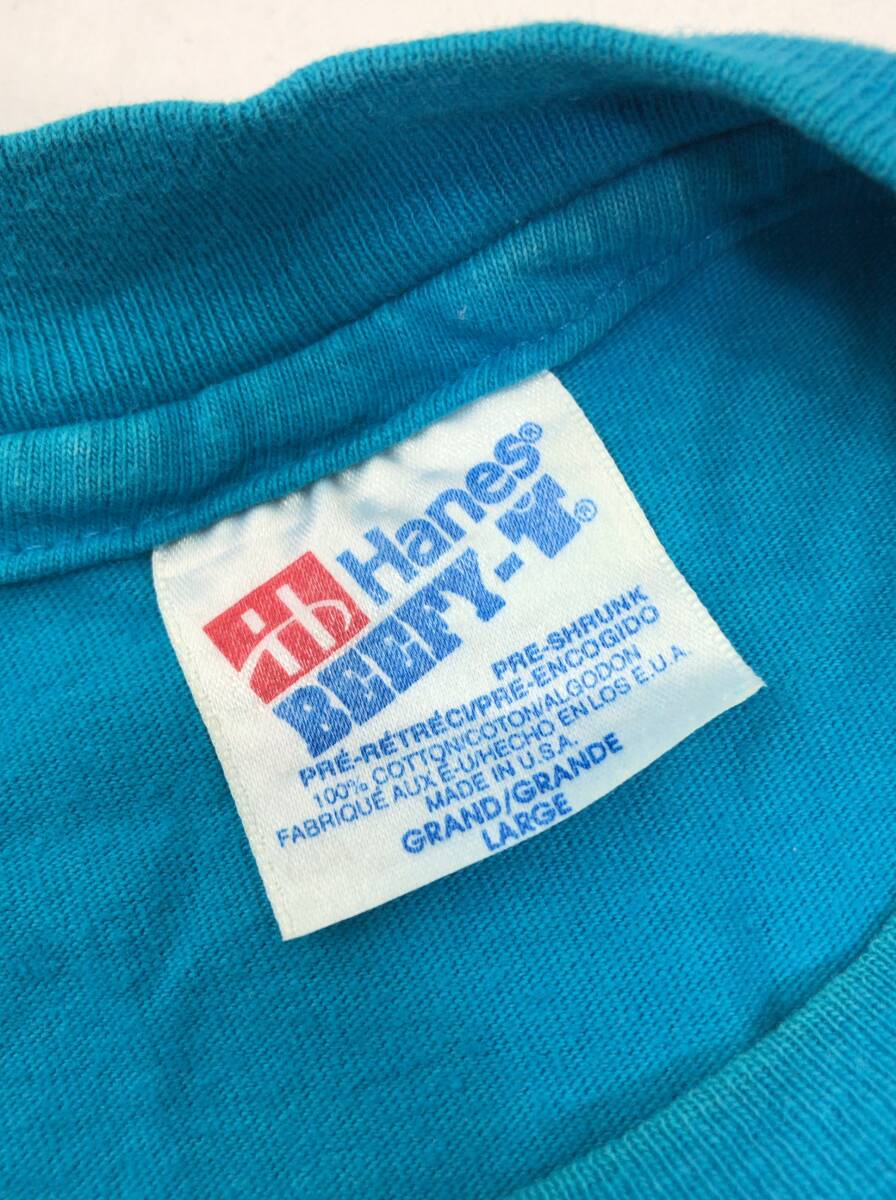 Hanes®
BEEFY-T®
PRE-SHRUNK
PRÉ-RÉTRÉCI/PRE-ENCOGIDO
100% COTTON/COTON/ALGODON
FABRIQUÉ AUX É-U/HECHO EN LOS E.U.A.
MADE IN U.S.A.
GRAND/GRANDE
LARGE